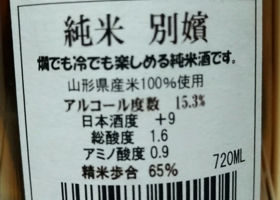 純米 別嬪
燗でも冷でも楽しめる純米酒です。
山形県産米100%使用
アルコール度数 15.3%
日本酒度 +9
総酸度 1.6
アミノ酸度 0.9
精米歩合 65%
720ML